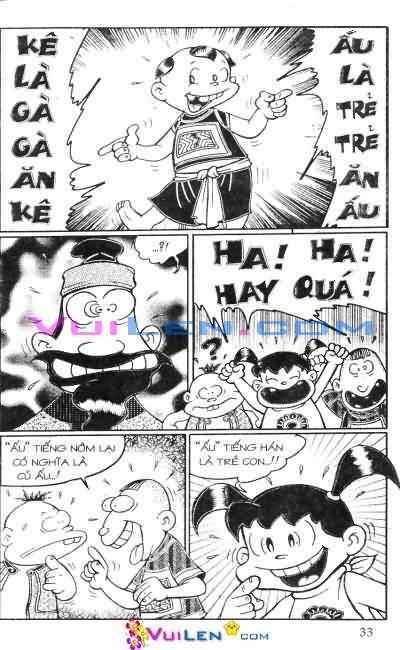 KÊ
LÀ
GÀ
GÀ
ĂN
KÊ
ẤU
LÀ
TRẺ
TRẺ
ĂN
ẤU
...?!
HA! HA!
HAY QUÁ!
?
VUILEN.COM
"ẤU" TIẾNG NÔM LẠI
CÓ NGHĨA LÀ
CỦ ẤU..!
"ẤU" TIẾNG HÁN
LÀ TRẺ CON...!!
33
VUILEN.COM